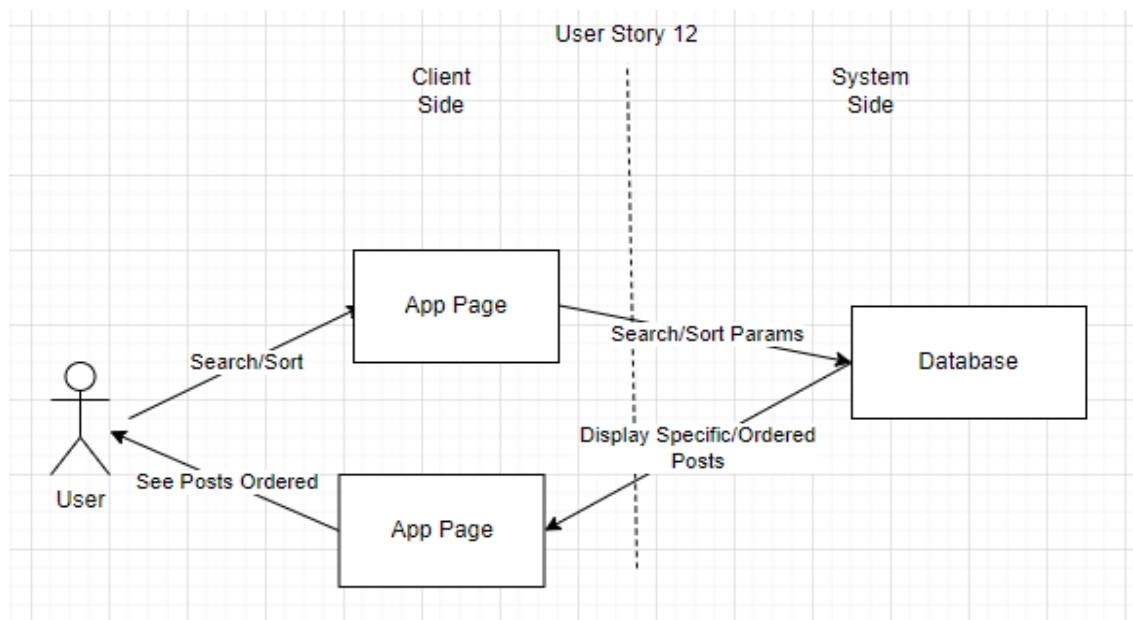 User Story 12
Client
Side
System
Side
App Page
Search/Sort Params
Search/Sort
Database
Display Specific/Ordered
Posts
See Posts Ordered
User
App Page